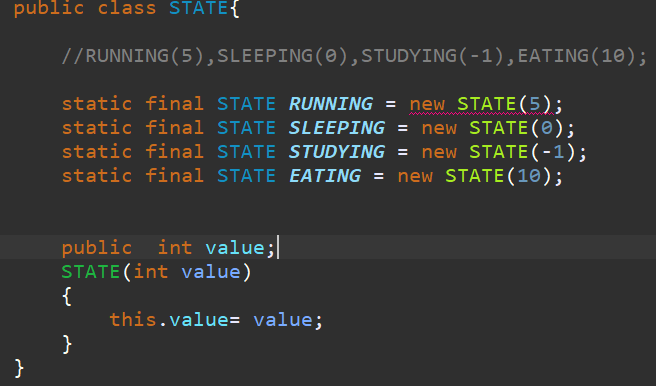 public class STATE{
//RUNNING(5),SLEEPING(0),STUDYING(-1),EATING(10);
static final STATE RUNNING = new STATE(5);
static final STATE SLEEPING = new STATE(0);
static final STATE STUDYING = new STATE(-1);
static final STATE EATING = new STATE(10);
public  int value;
STATE(int value)
{
this.value= value;
}
}